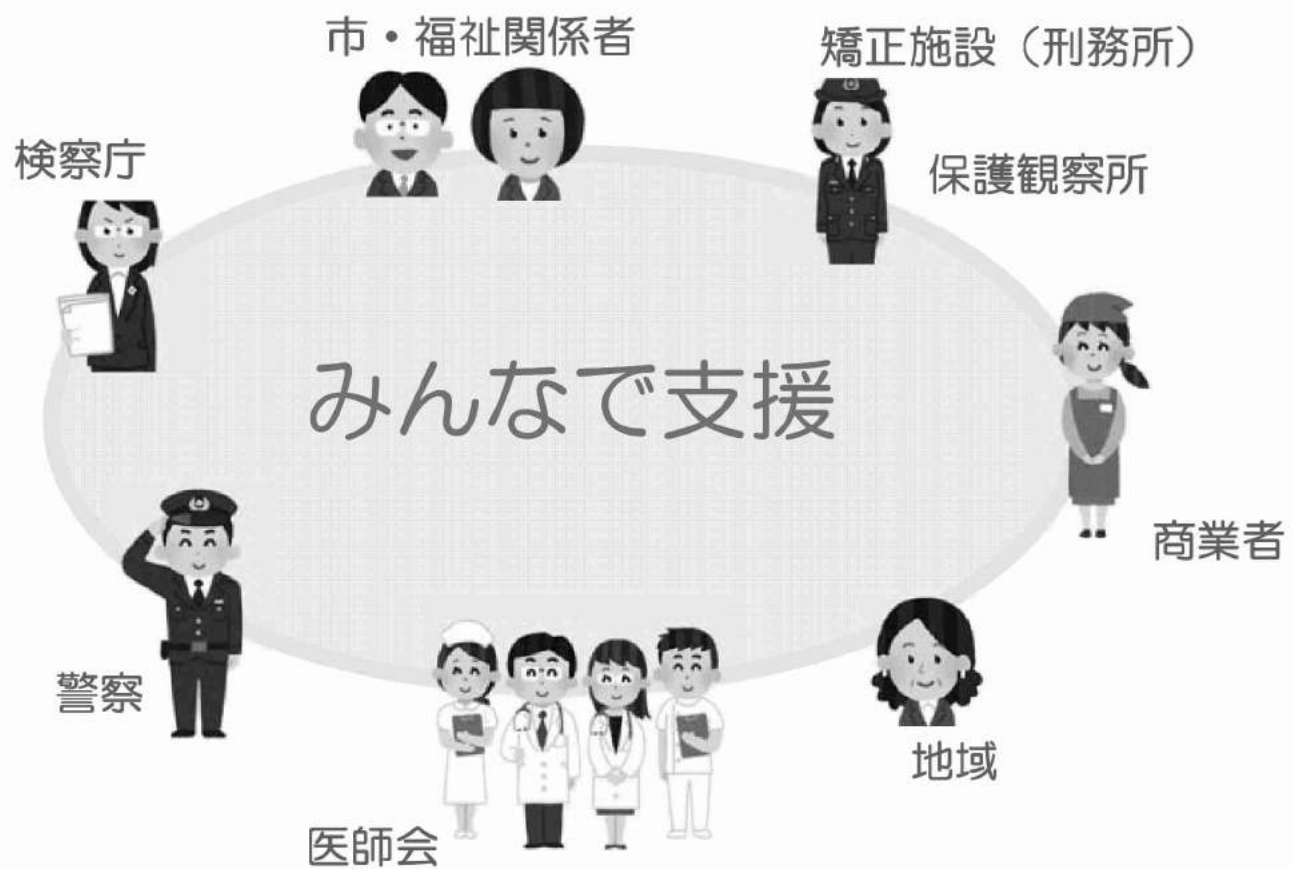 市・福祉関係者
矯正施設（刑務所）
検察庁
保護観察所
みんなで支援
商業者
警察
地域
医師会